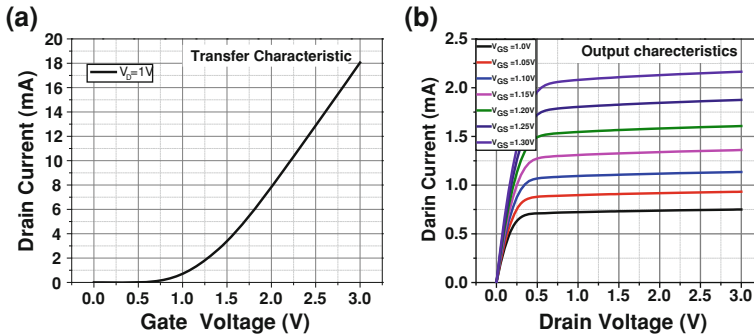 (a)
Transfer Characteristic
V_D=1V
Drain Current (mA)
20
18
16
14
12
10
8
6
4
2
0
0.0 0.5 1.0 1.5 2.0 2.5 3.0
Gate Voltage (V)
(b)
Output charecteristics
V_GS=1.0V
V_GS=1.05V
V_GS=1.10V
V_GS=1.15V
V_GS=1.20V
V_GS=1.25V
V_GS=1.30V
Darin Current (mA)
2.5
2.0
1.5
1.0
0.5
0.0
0.0 0.5 1.0 1.5 2.0 2.5 3.0
Drain Voltage (V)